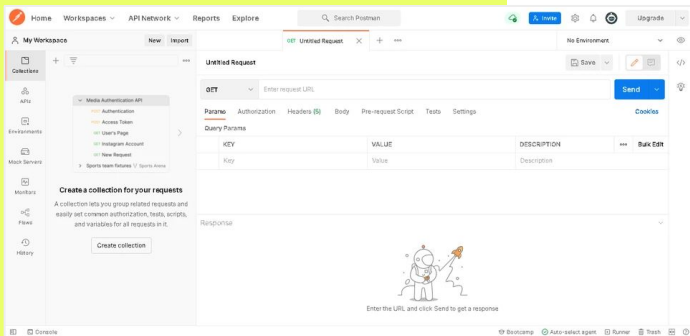 Home Workspaces API Network Reports Explore
Search Postman
Invite
Upgrade
My Workspace
New Import
GET Untitled Request
No Environment
Collections
APIs
Environments
Mock Servers
Monitors
Flows
History
Media Authentication API
Authentication
Access Token
GET User's Page
GET Instagram Account
GET New Request
Sports team fixtures Sports Arena
Create a collection for your requests
A collection lets you group related requests and
easily set common authorization, tests, scripts,
and variables for all requests in it.
Create collection
Untitled Request
Save
GET
Enter request URL
Send
Params Authorization Headers (5) Body Pre-request Script Tests Settings
Cookies
Query Params
KEY VALUE DESCRIPTION Bulk Edit
Key Value Description
Response
Enter the URL and click Send to get a response
Console
Bootcamp Auto-select agent Runner Trash